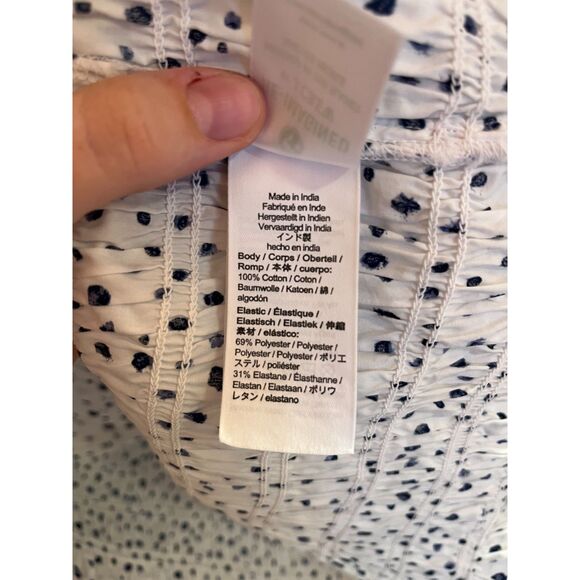 Made in India
Fabriqué en Inde
Hergestellt in Indien
Vervaardigd in India
インド製
hecho en india
Body / Corps / Oberteil /
Romp / 本体 / cuerpo:
100% Cotton / Coton /
Baumwolle / Katoen / 綿 /
algodón
Elastic / Élastique /
Elastisch / Elastiek / 伸縮
素材 / elástico:
69% Polyester / Polyester /
Polyester / Polyester / ポリエ
ステル / poliéster
31% Elastane / Élasthanne /
Elastan / Elastaan / ポリウ
レタン / elastano
IMAGINED